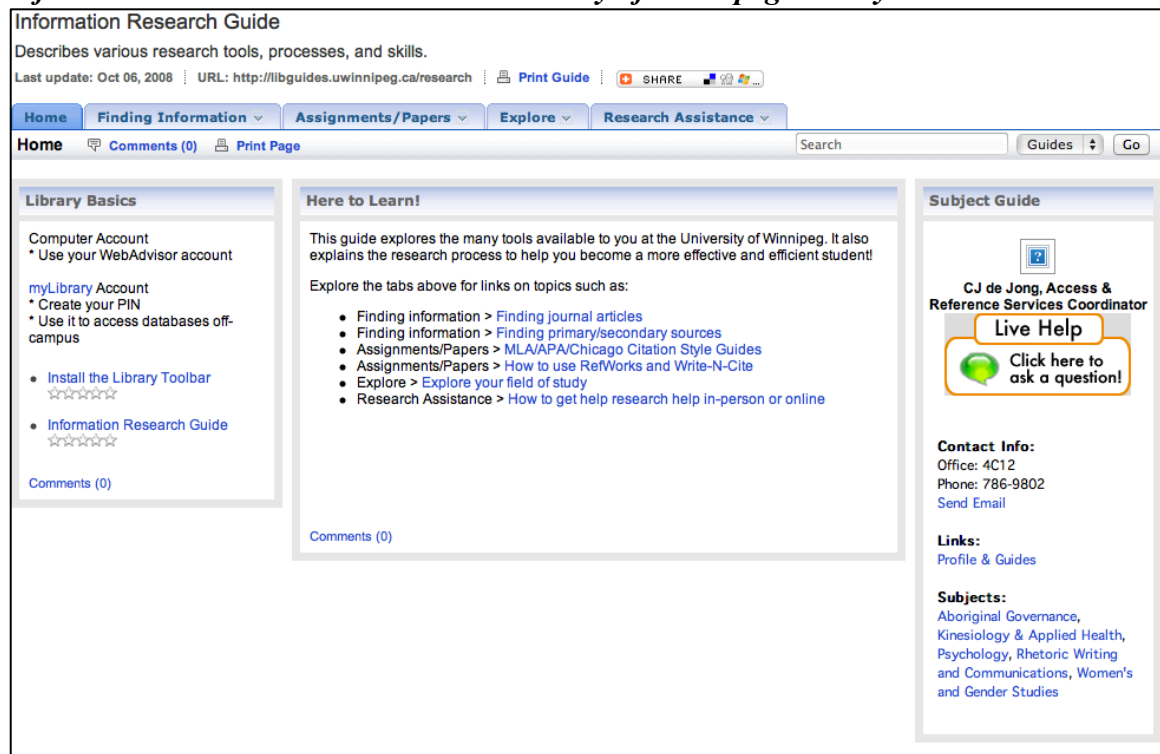 Information Research Guide
Describes various research tools, processes, and skills.
Last update: Oct 06, 2008 URL: http://libguides.uwinnipeg.ca/research Print Guide SHARE
Home Finding Information Assignments/Papers Explore Research Assistance
Home Comments (0) Print Page Search Guides Go
Library Basics
Computer Account
* Use your WebAdvisor account
myLibrary Account
* Create your PIN
* Use it to access databases off-
campus
• Install the Library Toolbar
• Information Research Guide
Comments (0)
Here to Learn!
This guide explores the many tools available to you at the University of Winnipeg. It also
explains the research process to help you become a more effective and efficient student!
Explore the tabs above for links on topics such as:
• Finding information > Finding journal articles
• Finding information > Finding primary/secondary sources
• Assignments/Papers > MLA/APA/Chicago Citation Style Guides
• Assignments/Papers > How to use RefWorks and Write-N-Cite
• Explore > Explore your field of study
• Research Assistance > How to get help research help in-person or online
Comments (0)
Subject Guide
?
CJ de Jong, Access &
Reference Services Coordinator
Live Help
Click here to
ask a question!
Contact Info:
Office: 4C12
Phone: 786-9802
Send Email
Links:
Profile & Guides
Subjects:
Aboriginal Governance,
Kinesiology & Applied Health,
Psychology, Rhetoric Writing
and Communications, Women's
and Gender Studies